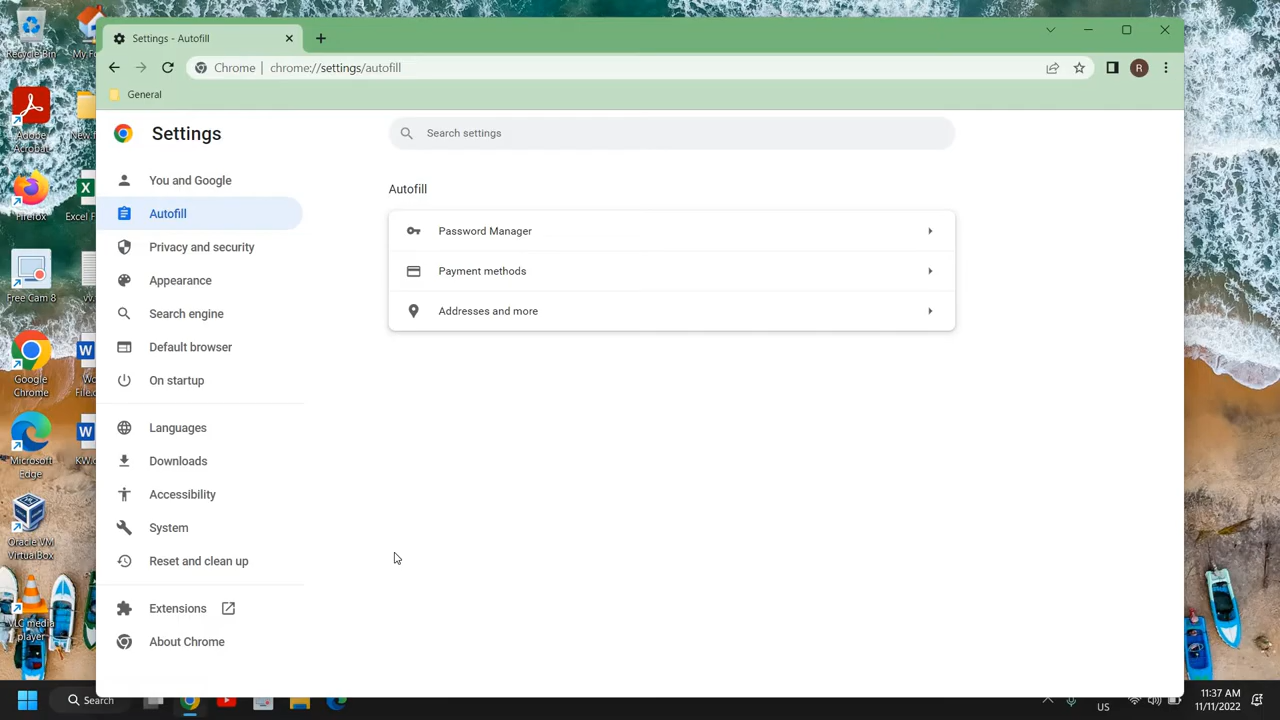 Settings - Autofill
Chrome | chrome://settings/autofill
R
General
Settings
Search settings
You and Google
Autofill
Privacy and security
Appearance
Search engine
Default browser
On startup
Languages
Downloads
Accessibility
System
Reset and clean up
Extensions
About Chrome
Autofill
Password Manager
Payment methods
Addresses and more
Recycle Bin
Adobe
Acrobat
Firefox
Free Cam 8
Google
Chrome
Microsoft
Edge
Oracle VM
VirtualBox
VLC media
player
Search
US
11:37 AM
11/11/2022